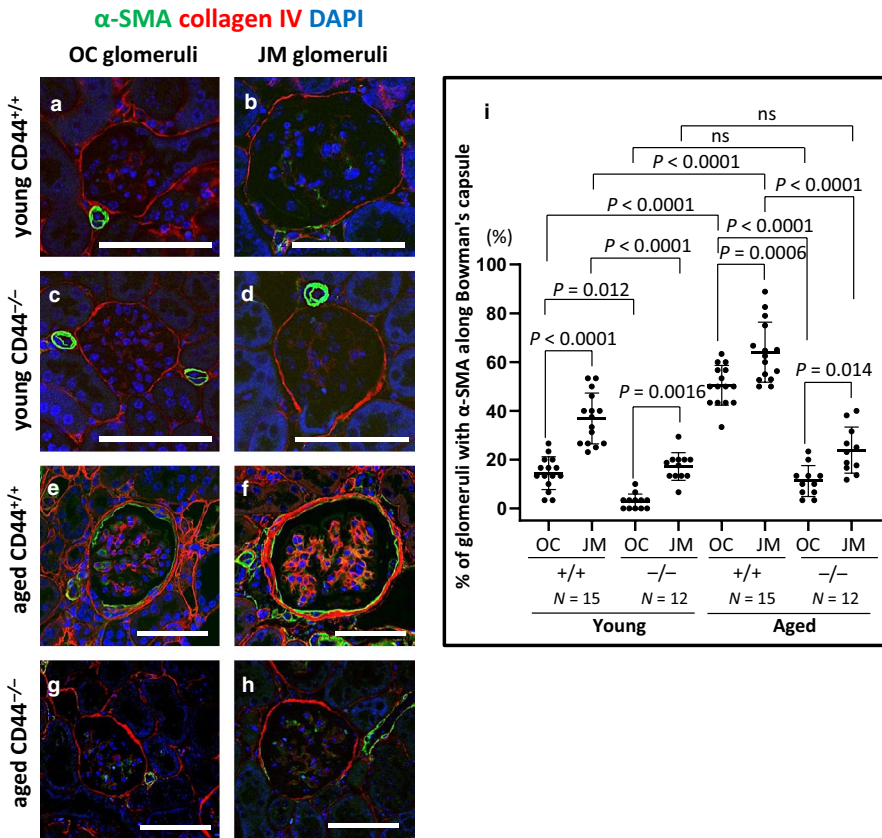 α-SMA collagen IV DAPI
OC glomeruli JM glomeruli
young CD44+/+
a
b
young CD44−/−
c
d
aged CD44+/+
e
f
aged CD44−/−
g
h
i
ns
ns
P < 0.0001
P < 0.0001
P < 0.0001
P < 0.0001
P < 0.0001
P = 0.0006
P = 0.012
P < 0.0001
P = 0.0016
P = 0.014
% of glomeruli with α-SMA along Bowman's capsule
(%)
100
80
60
40
20
0
OC JM OC JM OC JM OC JM
+/+ −/− +/+ −/−
N = 15 N = 12 N = 15 N = 12
Young Aged